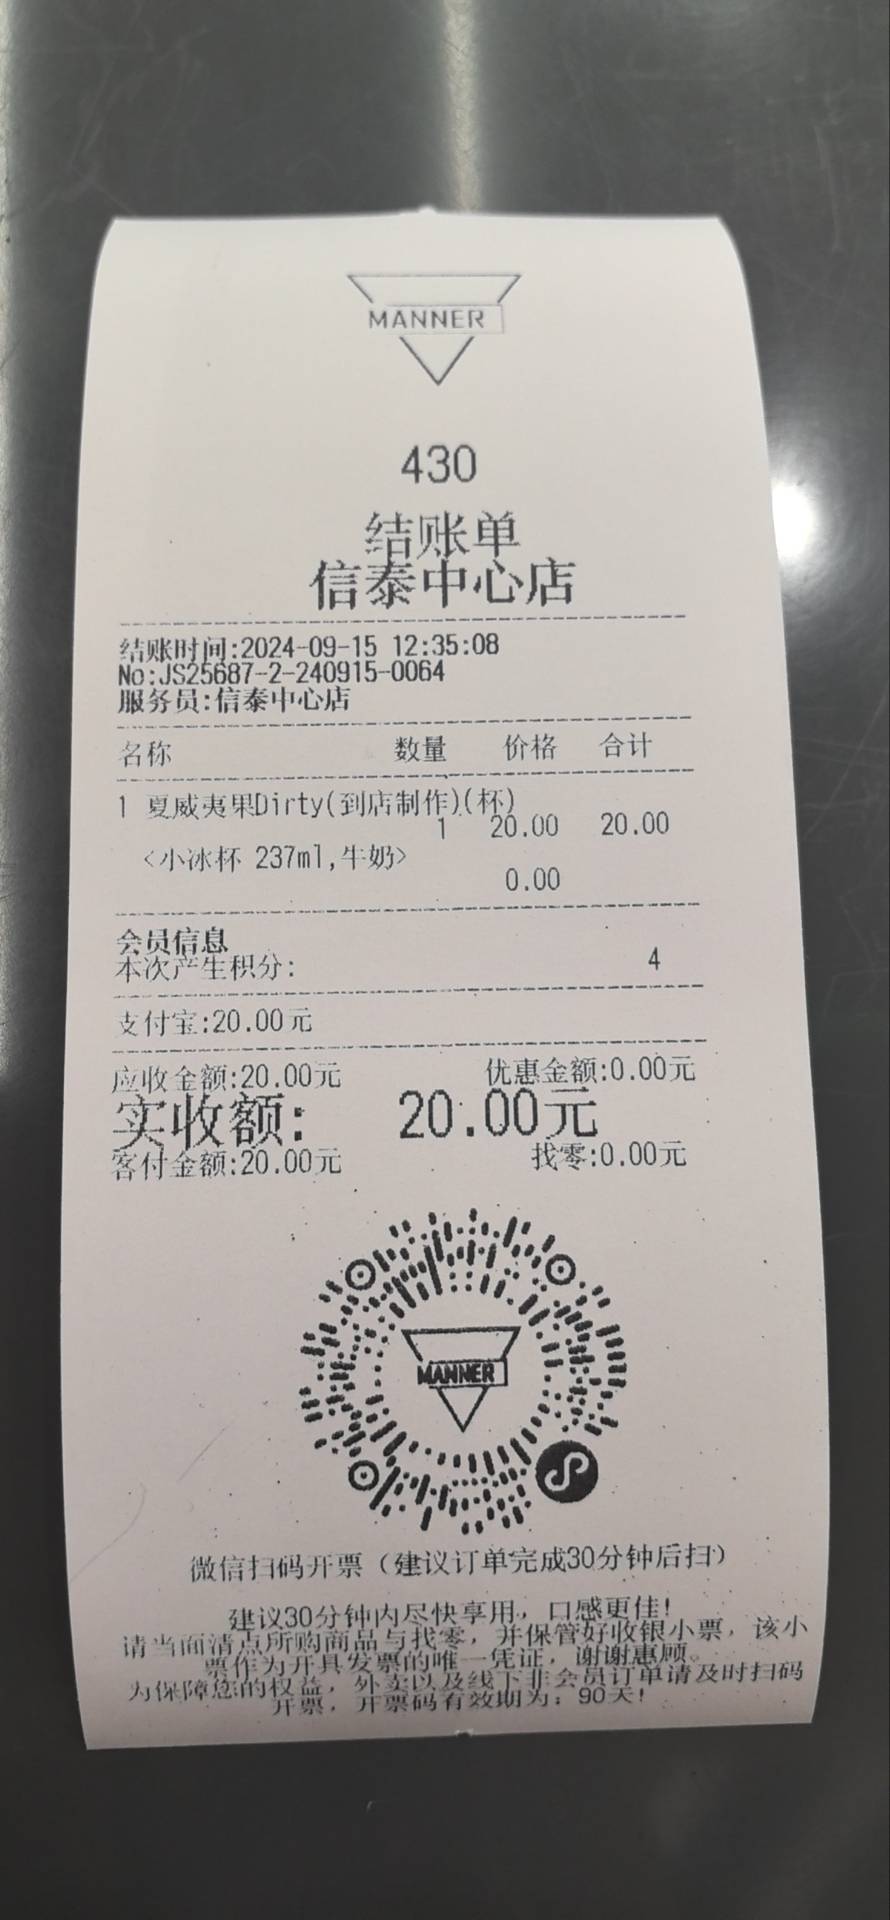 MANNER
430
结账单
信泰中心店
结账时间:2024-09-15 12:35:08
No:JS25687-2-240915-0064
服务员:信泰中心店
名称 数量 价格 合计
1 夏威夷果Dirty(到店制作)(杯)
1 20.00 20.00
<小冰杯 237ml,牛奶>
0.00
会员信息
本次产生积分: 4
支付宝:20.00元
应收金额:20.00元 优惠金额:0.00元
实收额: 20.00元
客付金额:20.00元 找零:0.00元
MANNER
微信扫码开票（建议订单完成30分钟后扫）
建议30分钟内尽快享用，口感更佳!
请当面清点所购商品与找零，并保管好收银小票，该小
票作为开具发票的唯一凭证，谢谢惠顾。
为保障您的权益，外卖以及线下非会员订单请及时扫码
开票，开票码有效期为：90天!